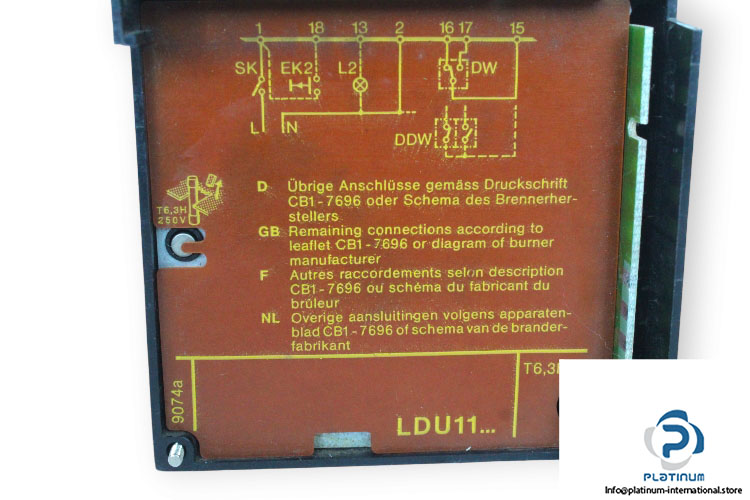 1 18 13 2 16 17 15
SK EK2 L2 DW
L N DDW
T6,3H
250V
D Übrige Anschlüsse gemäss Druckschrift
CB1-7696 oder Schema des Brennerher-
stellers
GB Remaining connections according to
leaflet CB1-7696 or diagram of burner
manufacturer
F Autres raccordements selon description
CB1-7696 ou schéma du fabricant du
brûleur
NL Overige aansluitingen volgens apparaten-
blad CB1-7696 of schema van de brander-
fabrikant
9074a
LDU11...
T6,3
PLATINUM
Info@platinum-international.store